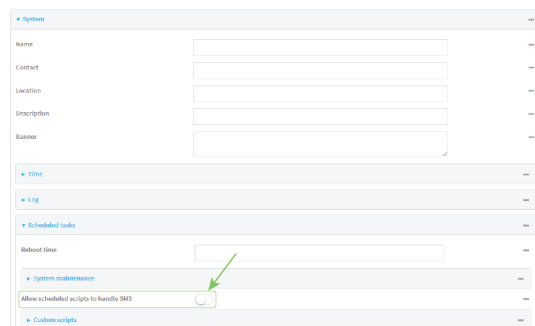 System
Name
Contact
Location
Description
Banner
Time
Log
Scheduled tasks
Reboot time
System maintenance
Allow scheduled scripts to handle SMS
Custom scripts